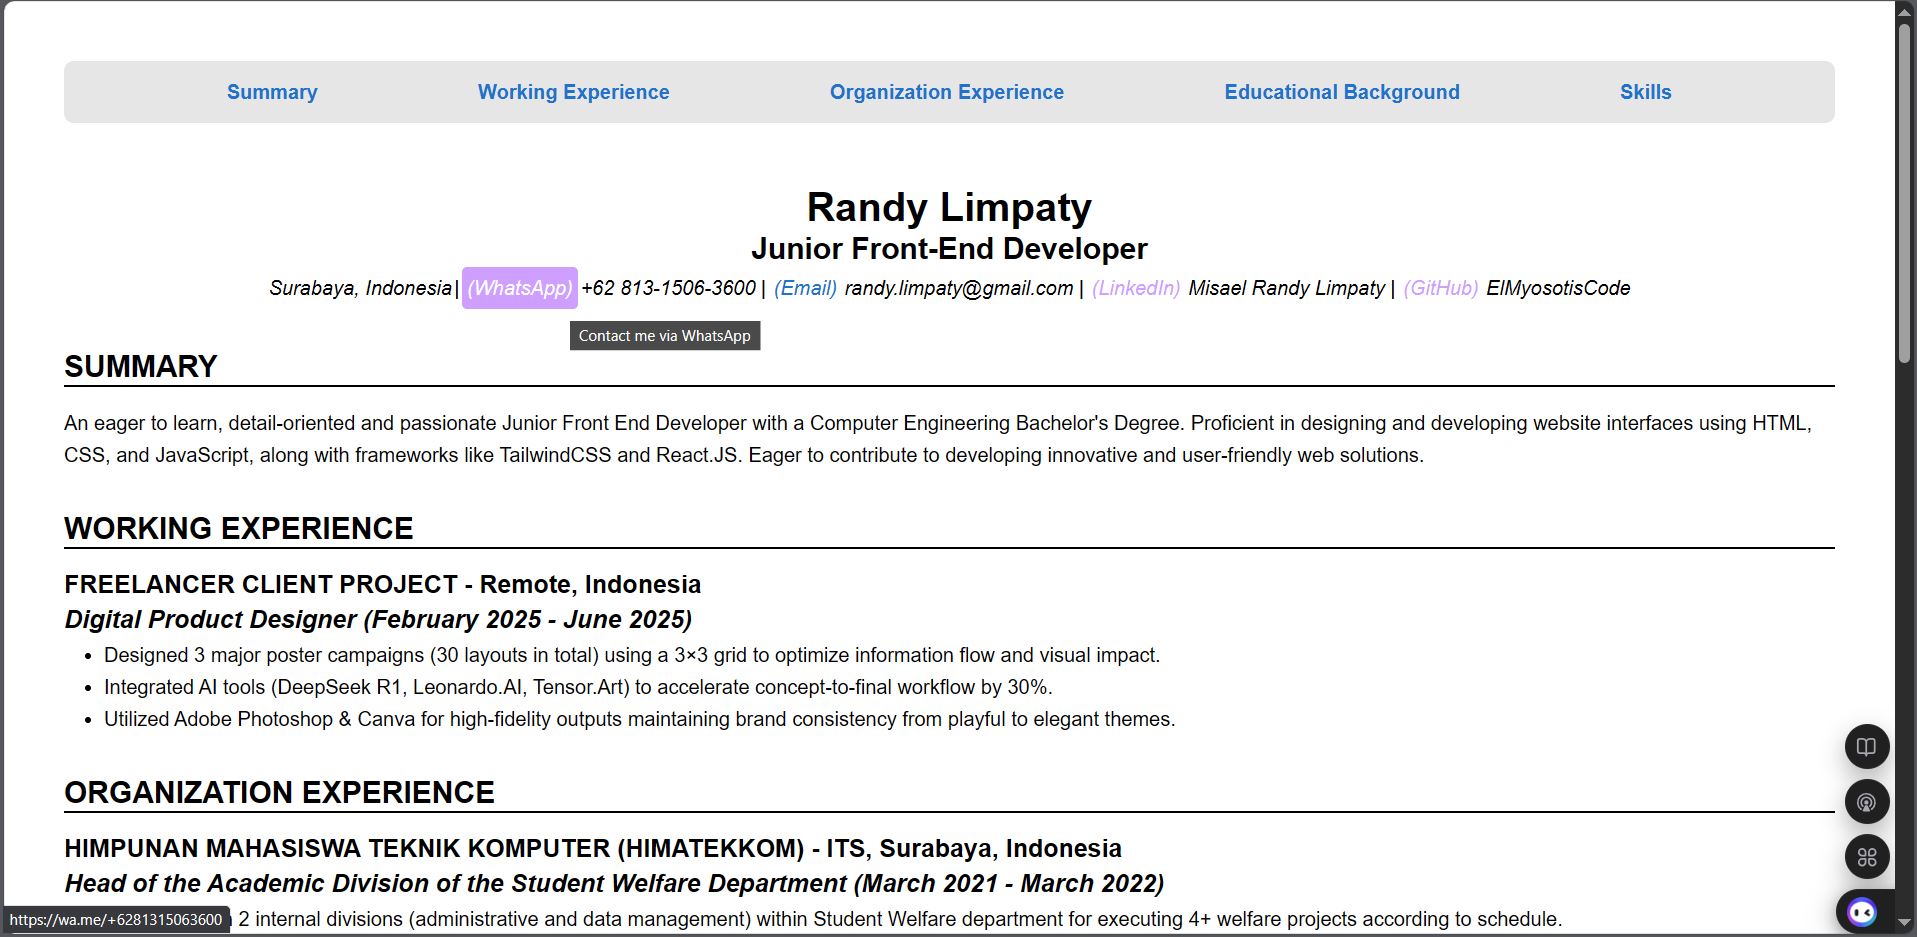 Summary Working Experience Organization Experience Educational Background Skills
Randy Limpaty
Junior Front-End Developer
Surabaya, Indonesia | (WhatsApp) +62 813-1506-3600 | (Email) randy.limpaty@gmail.com | (LinkedIn) Misael Randy Limpaty | (GitHub) ElMyosotisCode
Contact me via WhatsApp
SUMMARY
An eager to learn, detail-oriented and passionate Junior Front End Developer with a Computer Engineering Bachelor's Degree. Proficient in designing and developing website interfaces using HTML,
CSS, and JavaScript, along with frameworks like TailwindCSS and React.JS. Eager to contribute to developing innovative and user-friendly web solutions.
WORKING EXPERIENCE
FREELANCER CLIENT PROJECT - Remote, Indonesia
Digital Product Designer (February 2025 - June 2025)
• Designed 3 major poster campaigns (30 layouts in total) using a 3×3 grid to optimize information flow and visual impact.
• Integrated AI tools (DeepSeek R1, Leonardo.AI, Tensor.Art) to accelerate concept-to-final workflow by 30%.
• Utilized Adobe Photoshop & Canva for high-fidelity outputs maintaining brand consistency from playful to elegant themes.
ORGANIZATION EXPERIENCE
HIMPUNAN MAHASISWA TEKNIK KOMPUTER (HIMATEKKOM) - ITS, Surabaya, Indonesia
Head of the Academic Division of the Student Welfare Department (March 2021 - March 2022)
https://wa.me/+6281315063600 2 internal divisions (administrative and data management) within Student Welfare department for executing 4+ welfare projects according to schedule.